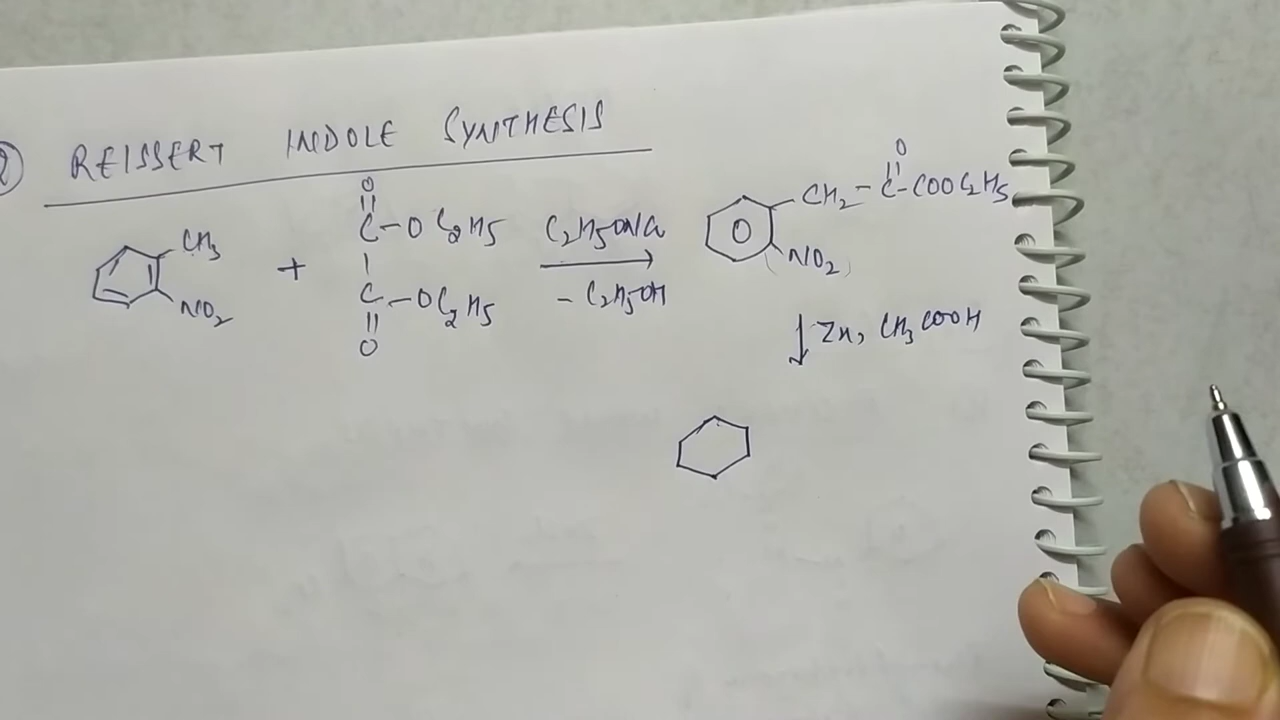 2) REISSERT INDOLE SYNTHESIS
CH3
NO2
+
O
C-OC2H5
C-OC2H5
O
C2H5ONa
- C2H5OH
O
CH2-C-COOC2H5
NO2
Zn, CH3COOH